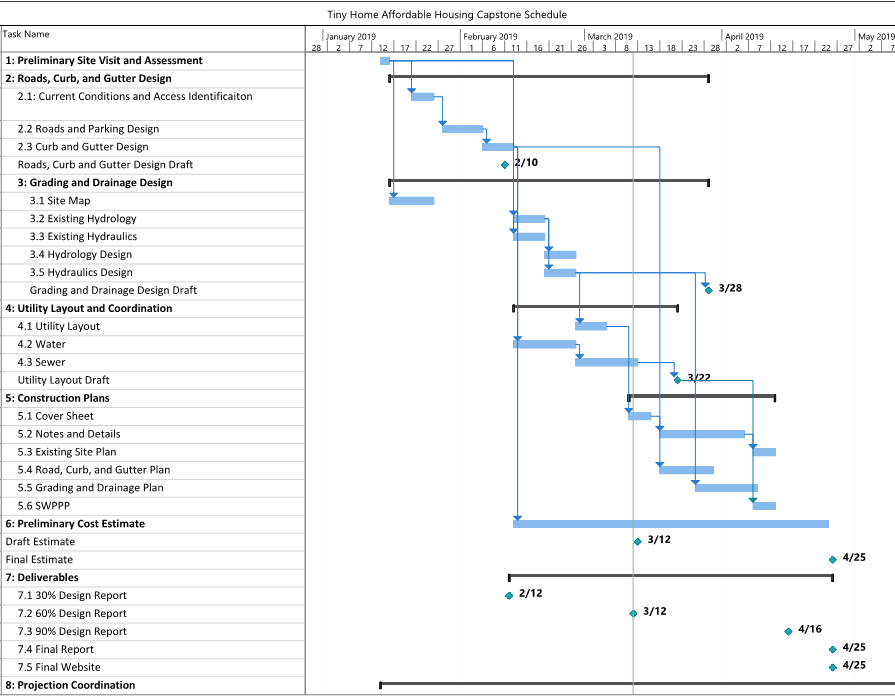 Tiny Home Affordable Housing Capstone Schedule
Task Name
January 2019 February 2019 March 2019 April 2019 May 2019
28 2 7 12 17 22 27 1 6 11 16 21 26 3 8 13 18 23 28 2 7 12 17 22 27 2 7
1: Preliminary Site Visit and Assessment
2: Roads, Curb, and Gutter Design
2.1: Current Conditions and Access Identificaiton
2.2 Roads and Parking Design
2.3 Curb and Gutter Design
Roads, Curb and Gutter Design Draft 2/10
3: Grading and Drainage Design
3.1 Site Map
3.2 Existing Hydrology
3.3 Existing Hydraulics
3.4 Hydrology Design
3.5 Hydraulics Design
Grading and Drainage Design Draft 3/28
4: Utility Layout and Coordination
4.1 Utility Layout
4.2 Water
4.3 Sewer
Utility Layout Draft 3/22
5: Construction Plans
5.1 Cover Sheet
5.2 Notes and Details
5.3 Existing Site Plan
5.4 Road, Curb, and Gutter Plan
5.5 Grading and Drainage Plan
5.6 SWPPP
6: Preliminary Cost Estimate
Draft Estimate 3/12
Final Estimate 4/25
7: Deliverables
7.1 30% Design Report 2/12
7.2 60% Design Report 3/12
7.3 90% Design Report 4/16
7.4 Final Report 4/25
7.5 Final Website 4/25
8: Projection Coordination